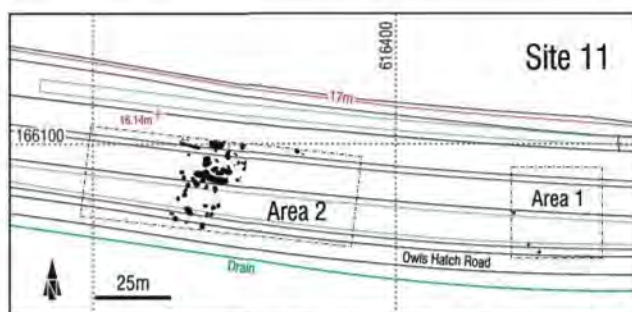 616400
Site 11
17m
16.14m
166100
Area 2
Area 1
Owls Hatch Road
Drain
25m